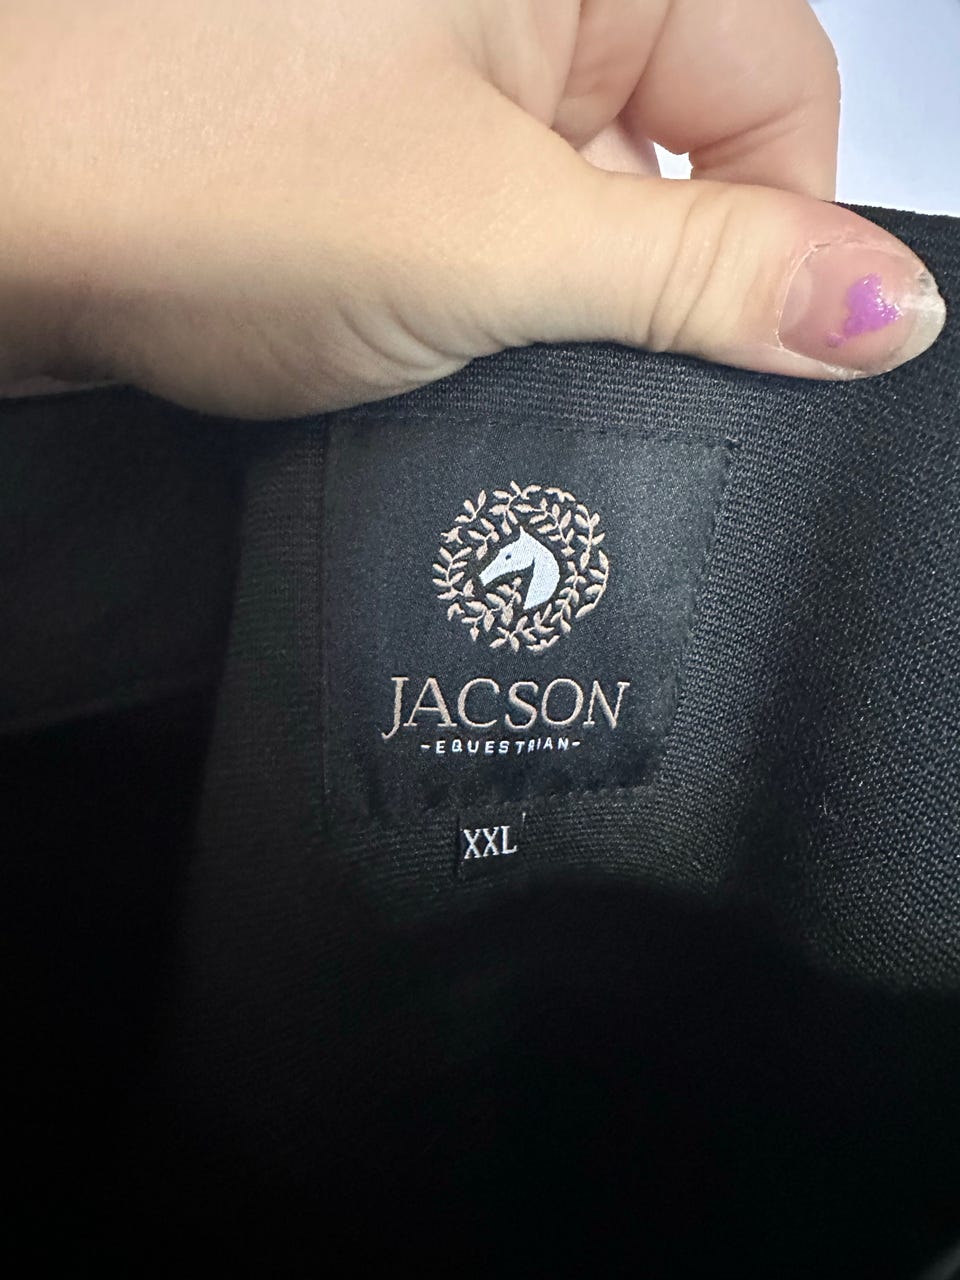 JACSON
-EQUESTRIAN-
XXL